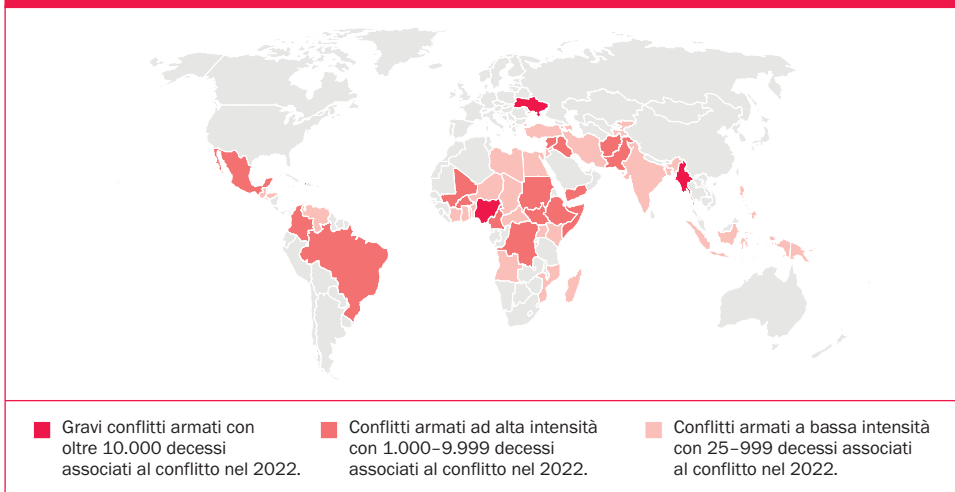 Gravi conflitti armati con
oltre 10.000 decessi
associati al conflitto nel 2022.
Conflitti armati ad alta intensità
con 1.000–9.999 decessi
associati al conflitto nel 2022.
Conflitti armati a bassa intensità
con 25–999 decessi associati
al conflitto nel 2022.